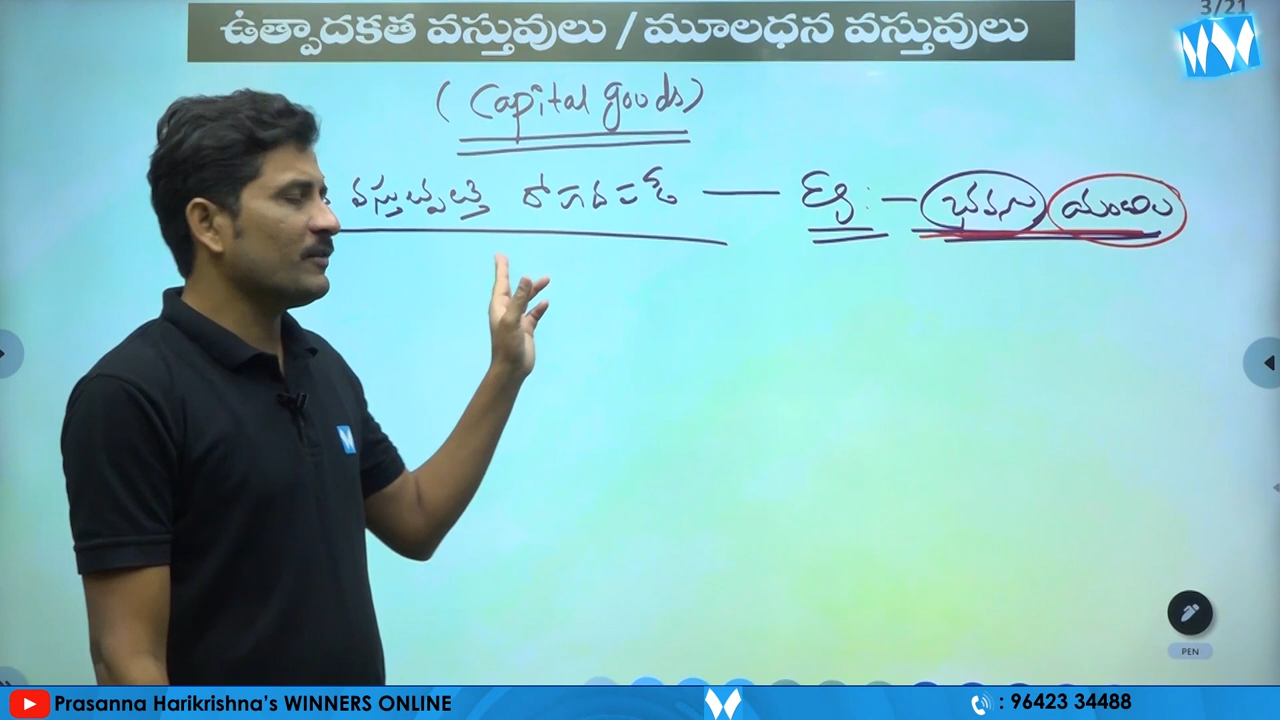 3/21
ఉత్పాదకత వస్తువులు / మూలధన వస్తువులు
(Capital goods)
వస్తుత్పత్తి — Ex :- భవనాలు యంత్రాలు
PEN
Prasanna Harikrishna's WINNERS ONLINE
: 96423 34488